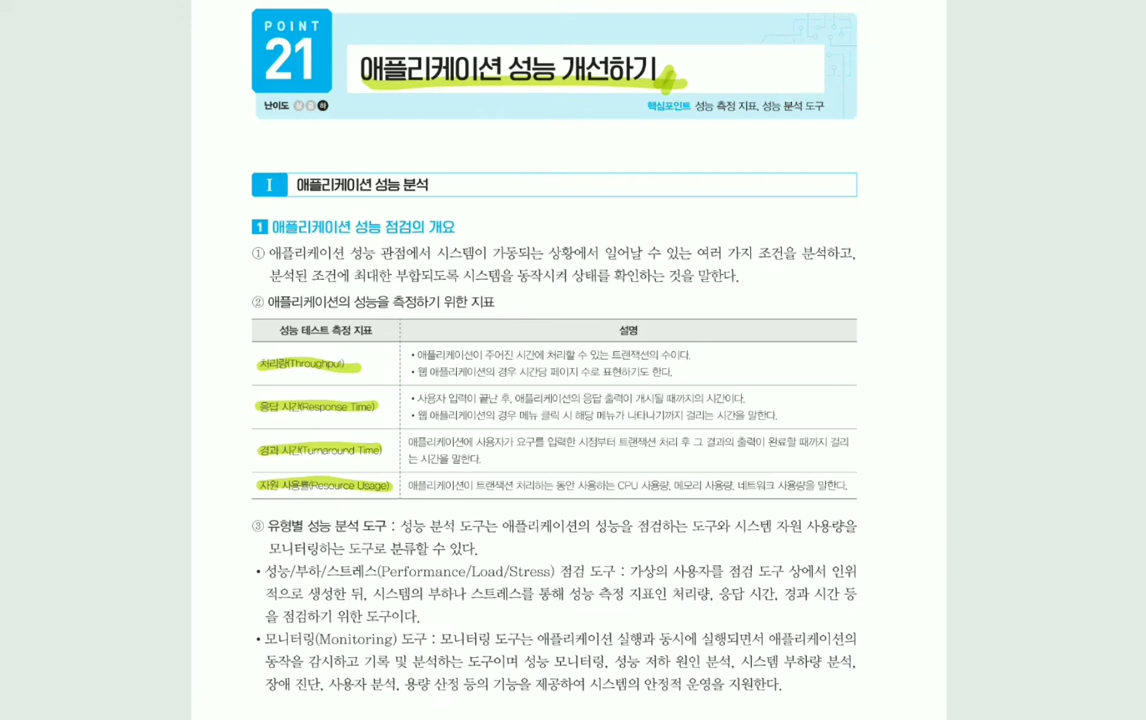 POINT
21
애플리케이션 성능 개선하기
난이도 상 중 하
핵심포인트 성능 측정 지표, 성능 분석 도구
I 애플리케이션 성능 분석
1 애플리케이션 성능 점검의 개요
① 애플리케이션 성능 관점에서 시스템이 가동되는 상황에서 일어날 수 있는 여러 가지 조건을 분석하고,
분석된 조건에 최대한 부합되도록 시스템을 동작시켜 상태를 확인하는 것을 말한다.
② 애플리케이션의 성능을 측정하기 위한 지표
성능 테스트 측정 지표 설명
처리량(Throughput)
• 애플리케이션이 주어진 시간에 처리할 수 있는 트랜잭션의 수이다.
• 웹 애플리케이션의 경우 시간당 페이지 수로 표현하기도 한다.
응답 시간(Response Time)
• 사용자 입력이 끝난 후, 애플리케이션의 응답 출력이 개시될 때까지의 시간이다.
• 웹 애플리케이션의 경우 메뉴 클릭 시 해당 메뉴가 나타나기까지 걸리는 시간을 말한다.
경과 시간(Turnaround Time)
애플리케이션에 사용자가 요구를 입력한 시점부터 트랜잭션 처리 후 그 결과의 출력이 완료할 때까지 걸리
는 시간을 말한다.
자원 사용률(Resource Usage) 애플리케이션이 트랜잭션 처리하는 동안 사용하는 CPU 사용량, 메모리 사용량, 네트워크 사용량을 말한다.
③ 유형별 성능 분석 도구 : 성능 분석 도구는 애플리케이션의 성능을 점검하는 도구와 시스템 자원 사용량을
모니터링하는 도구로 분류할 수 있다.
• 성능/부하/스트레스(Performance/Load/Stress) 점검 도구 : 가상의 사용자를 점검 도구 상에서 인위
적으로 생성한 뒤, 시스템의 부하나 스트레스를 통해 성능 측정 지표인 처리량, 응답 시간, 경과 시간 등
을 점검하기 위한 도구이다.
• 모니터링(Monitoring) 도구 : 모니터링 도구는 애플리케이션 실행과 동시에 실행되면서 애플리케이션의
동작을 감시하고 기록 및 분석하는 도구이며 성능 모니터링, 성능 저하 원인 분석, 시스템 부하량 분석,
장애 진단, 사용자 분석, 용량 산정 등의 기능을 제공하여 시스템의 안정적 운영을 지원한다.